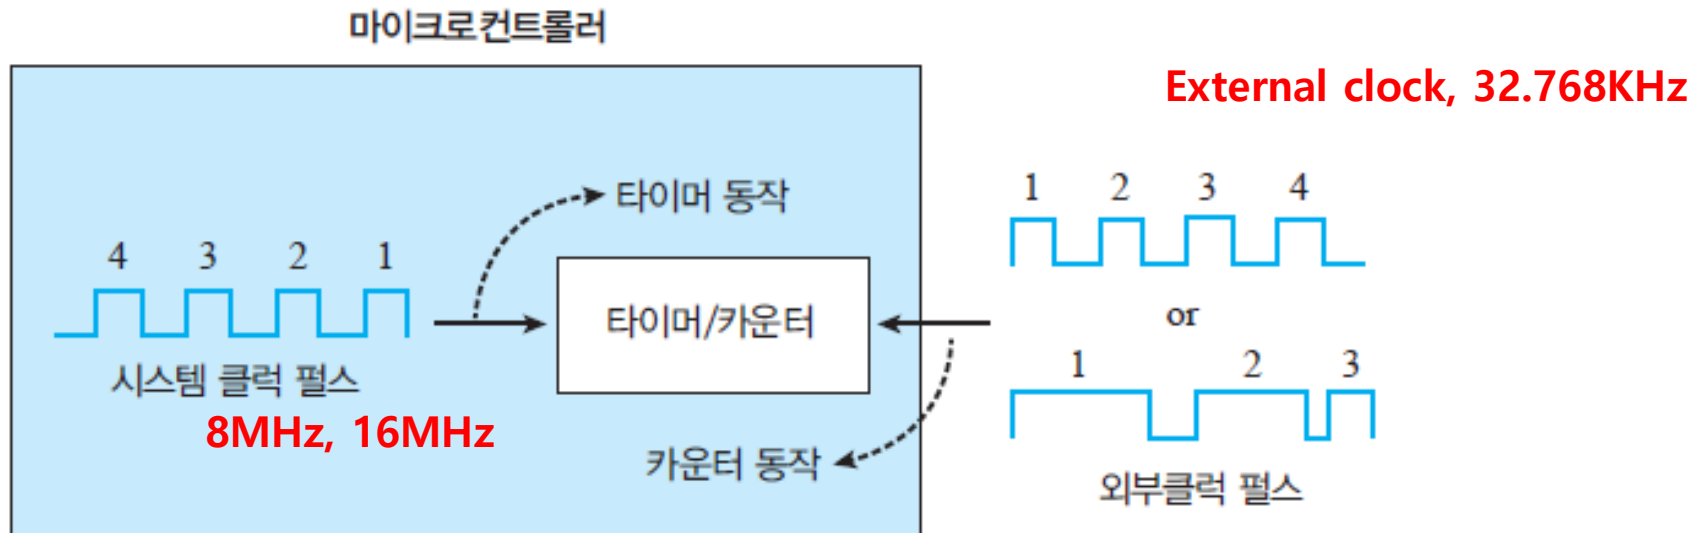 마이크로컨트롤러
External clock, 32.768KHz
타이머 동작
1 2 3 4
4 3 2 1
타이머/카운터
or
시스템 클럭 펄스
8MHz, 16MHz
1 2 3
카운터 동작
외부클럭 펄스